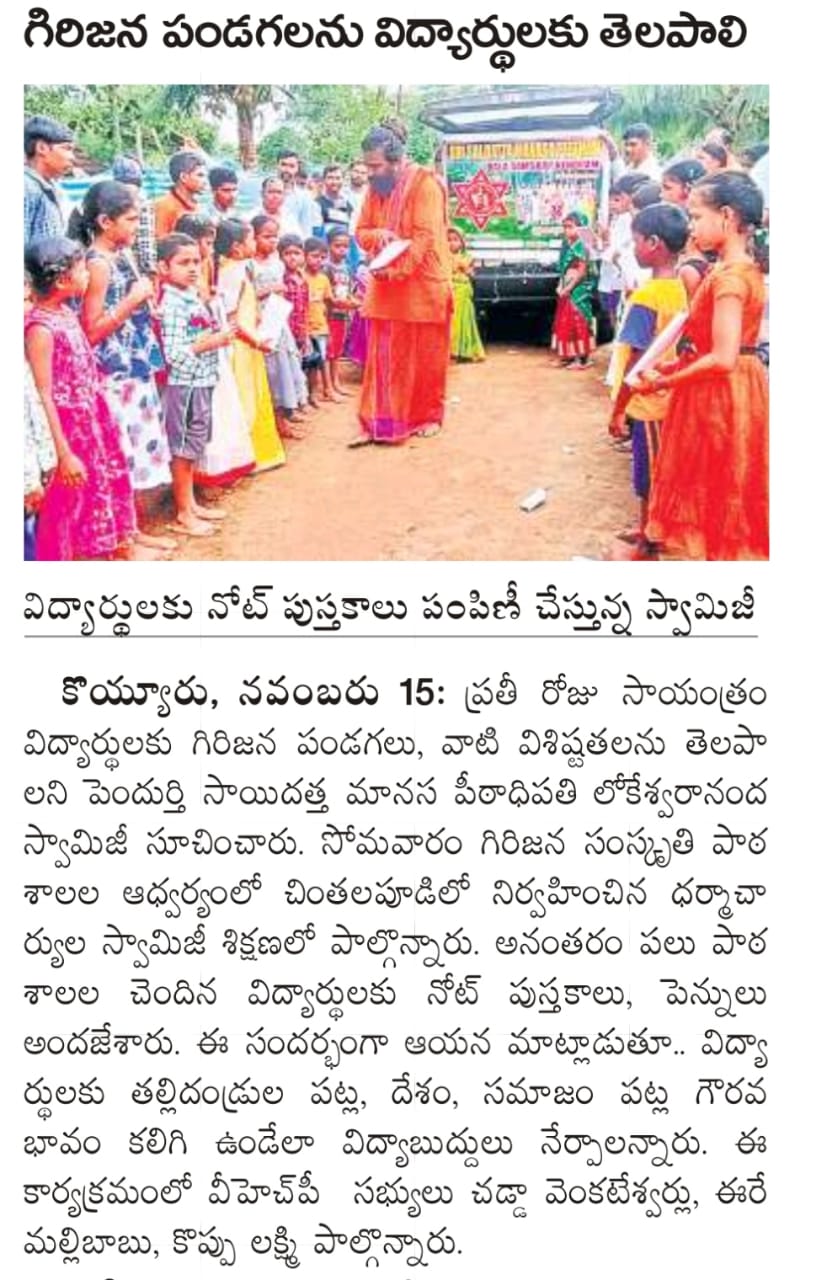 గిరిజన పండగలను విద్యార్థులకు తెలపాలి
విద్యార్థులకు నోట్ పుస్తకాలు పంపిణీ చేస్తున్న స్వామిజీ
కొయ్యూరు, నవంబరు 15: ప్రతీ రోజు సాయంత్రం
విద్యార్థులకు గిరిజన పండగలు, వాటి విశిష్టతలను తెలపా
లని పెందుర్తి సాయిదత్త మానస పీఠాధిపతి లోకేశ్వరానంద
స్వామిజీ సూచించారు. సోమవారం గిరిజన సంస్కృతి పాఠ
శాలల ఆధ్వర్యంలో చింతలపూడిలో నిర్వహించిన ధర్మాచా
ర్యుల స్వామిజీ శిక్షణలో పాల్గొన్నారు. అనంతరం పలు పాఠ
శాలల చెందిన విద్యార్థులకు నోట్ పుస్తకాలు, పెన్నులు
అందజేశారు. ఈ సందర్భంగా ఆయన మాట్లాడుతూ.. విద్యా
ర్థులకు తల్లిదండ్రుల పట్ల, దేశం, సమాజం పట్ల గౌరవ
భావం కలిగి ఉండేలా విద్యాబుద్దులు నేర్పాలన్నారు. ఈ
కార్యక్రమంలో వీహెచ్‌పీ సభ్యులు చడ్డా వెంకటేశ్వర్లు, ఈరే
మల్లిబాబు, కొప్పు లక్ష్మి పాల్గొన్నారు.